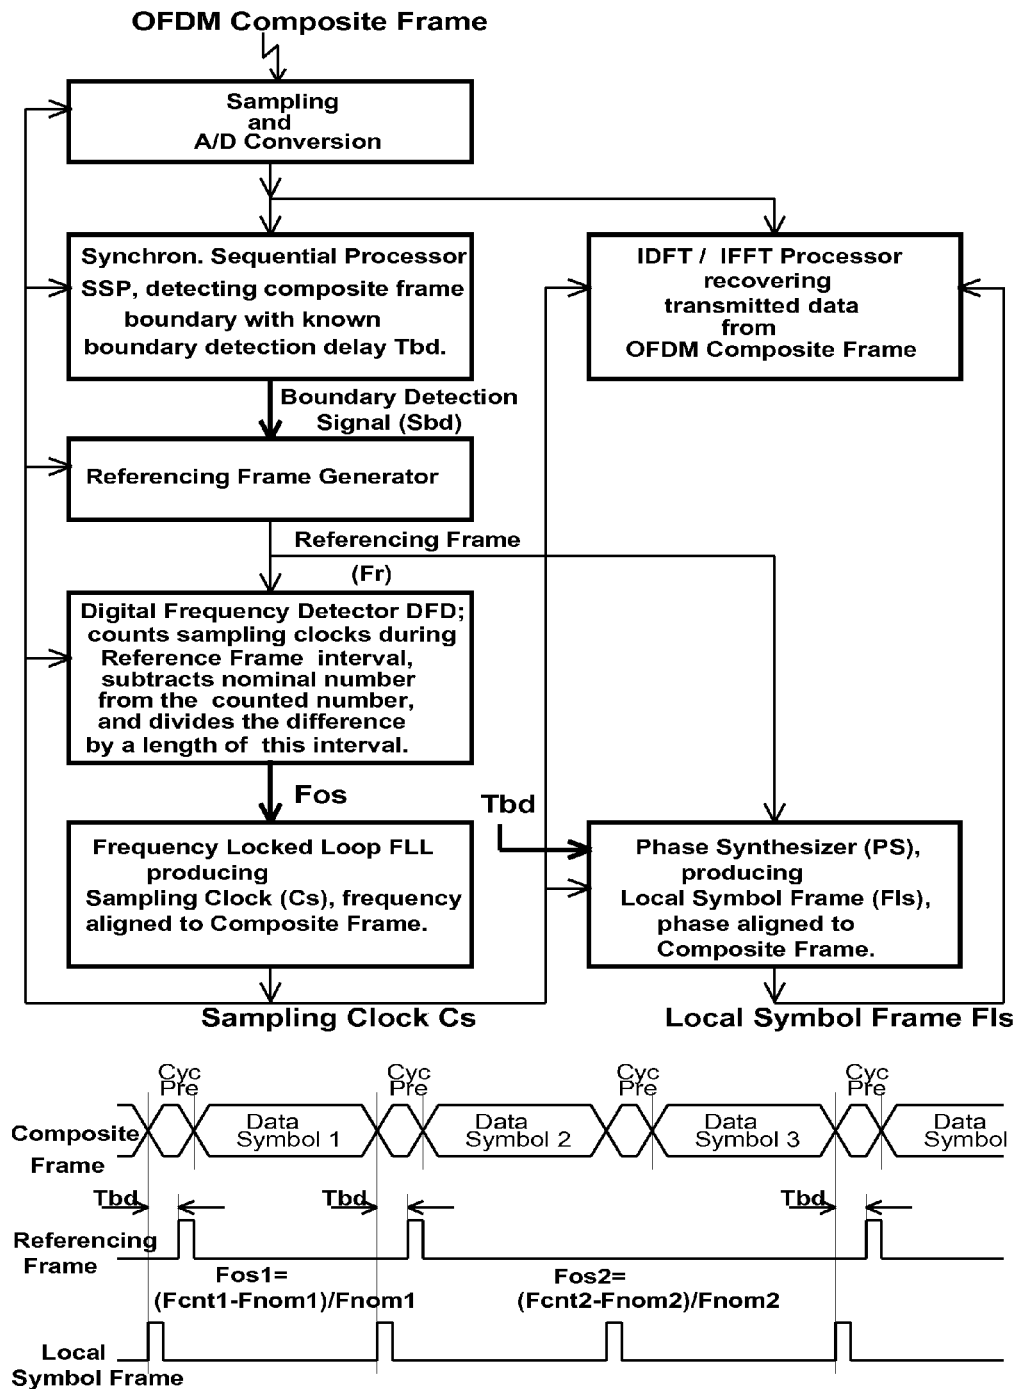 OFDM Composite Frame
Sampling
and
A/D Conversion
Synchron. Sequential Processor
SSP, detecting composite frame
boundary with known
boundary detection delay Tbd.
IDFT / IFFT Processor
recovering
transmitted data
from
OFDM Composite Frame
Boundary Detection
Signal (Sbd)
Referencing Frame Generator
Referencing Frame
(Fr)
Digital Frequency Detector DFD;
counts sampling clocks during
Reference Frame interval,
subtracts nominal number
from the counted number,
and divides the difference
by a length of this interval.
Fos
Tbd
Frequency Locked Loop FLL
producing
Sampling Clock (Cs), frequency
aligned to Composite Frame.
Phase Synthesizer (PS),
producing
Local Symbol Frame (Fls),
phase aligned to
Composite Frame.
Sampling Clock Cs
Local Symbol Frame Fls
Cyc
Pre
Cyc
Pre
Cyc
Pre
Cyc
Pre
Composite
Frame
Data
Symbol 1
Data
Symbol 2
Data
Symbol 3
Data
Symbol
Tbd
Tbd
Tbd
Referencing
Frame
Fos1=
(Fcnt1-Fnom1)/Fnom1
Fos2=
(Fcnt2-Fnom2)/Fnom2
Local
Symbol Frame